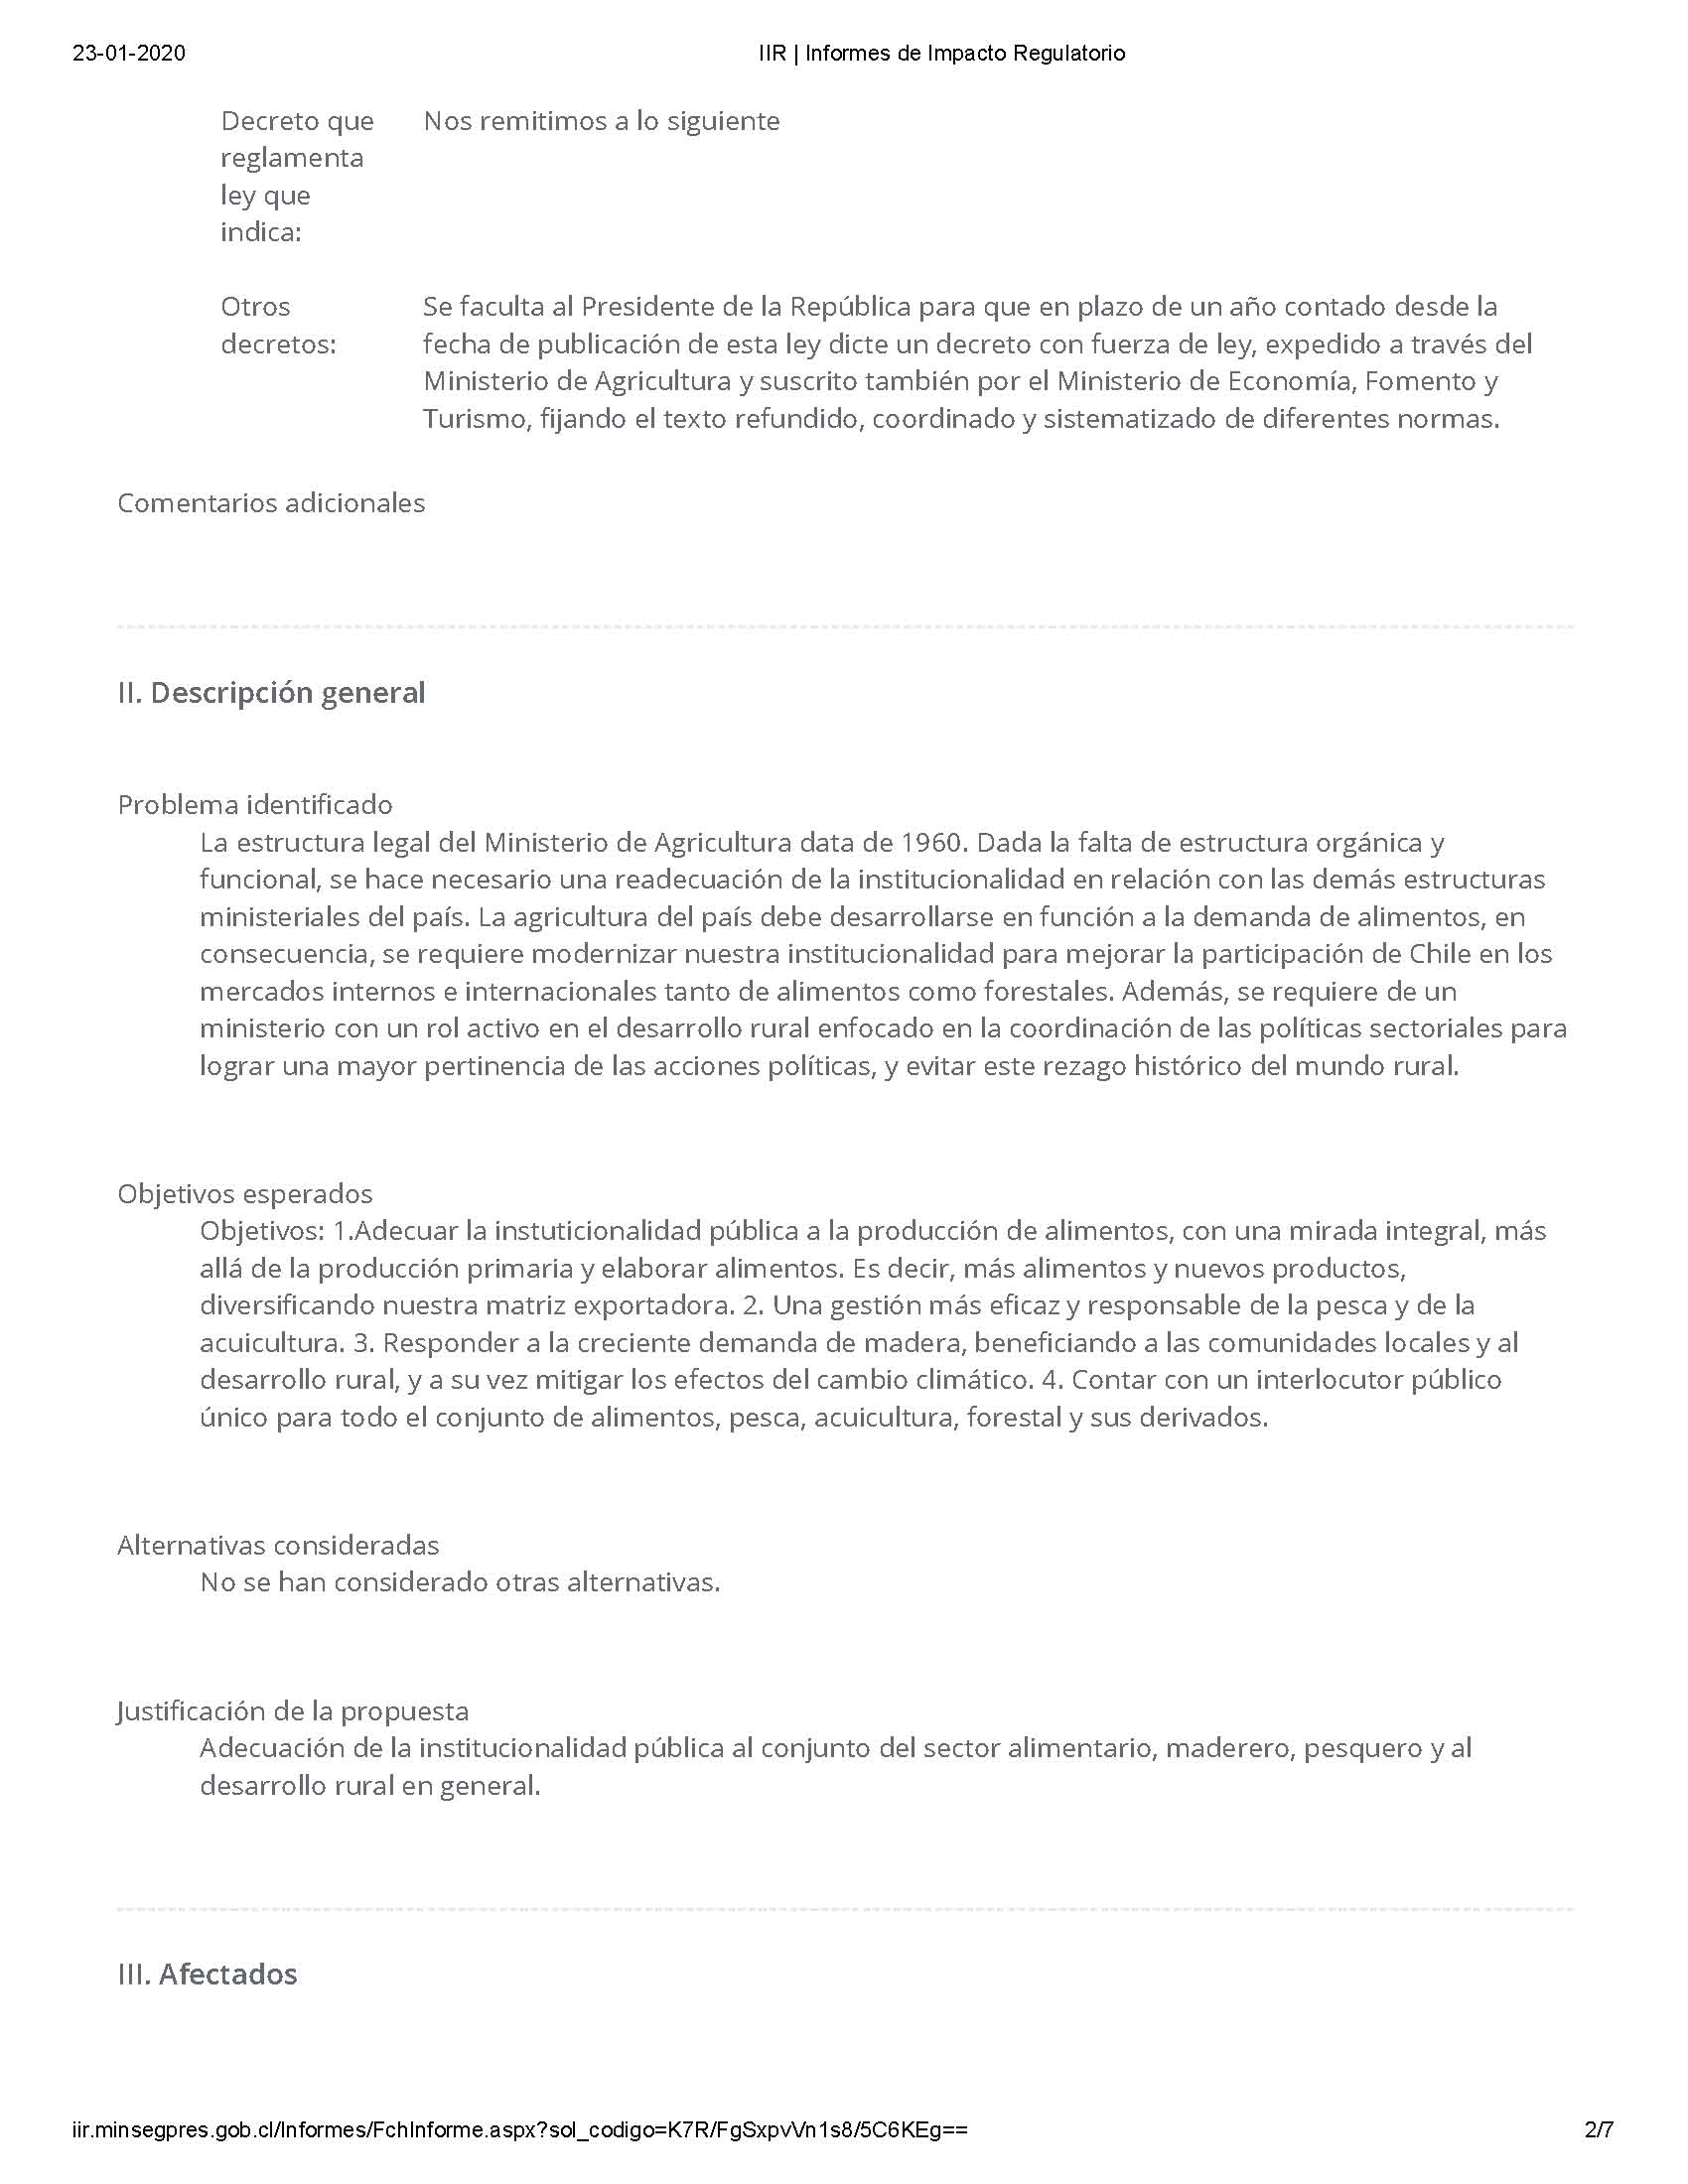 23-01-2020 IIR | Informes de Impacto Regulatorio
Decreto que Nos remitimos a lo siguiente
reglamenta
ley que
indica:
Otros Se faculta al Presidente de la República para que en plazo de un año contado desde la
decretos: fecha de publicación de esta ley dicte un decreto con fuerza de ley, expedido a través del
Ministerio de Agricultura y suscrito también por el Ministerio de Economía, Fomento y
Turismo, fijando el texto refundido, coordinado y sistematizado de diferentes normas.
Comentarios adicionales
II. Descripción general
Problema identificado
La estructura legal del Ministerio de Agricultura data de 1960. Dada la falta de estructura orgánica y
funcional, se hace necesario una readecuación de la institucionalidad en relación con las demás estructuras
ministeriales del país. La agricultura del país debe desarrollarse en función a la demanda de alimentos, en
consecuencia, se requiere modernizar nuestra institucionalidad para mejorar la participación de Chile en los
mercados internos e internacionales tanto de alimentos como forestales. Además, se requiere de un
ministerio con un rol activo en el desarrollo rural enfocado en la coordinación de las políticas sectoriales para
lograr una mayor pertinencia de las acciones políticas, y evitar este rezago histórico del mundo rural.
Objetivos esperados
Objetivos: 1.Adecuar la instuticionalidad pública a la producción de alimentos, con una mirada integral, más
allá de la producción primaria y elaborar alimentos. Es decir, más alimentos y nuevos productos,
diversificando nuestra matriz exportadora. 2. Una gestión más eficaz y responsable de la pesca y de la
acuicultura. 3. Responder a la creciente demanda de madera, beneficiando a las comunidades locales y al
desarrollo rural, y a su vez mitigar los efectos del cambio climático. 4. Contar con un interlocutor público
único para todo el conjunto de alimentos, pesca, acuicultura, forestal y sus derivados.
Alternativas consideradas
No se han considerado otras alternativas.
Justificación de la propuesta
Adecuación de la institucionalidad pública al conjunto del sector alimentario, maderero, pesquero y al
desarrollo rural en general.
III. Afectados
iir.minsegpres.gob.cl/Informes/FchInforme.aspx?sol_codigo=K7R/FgSxpvVn1s8/5C6KEg== 2/7